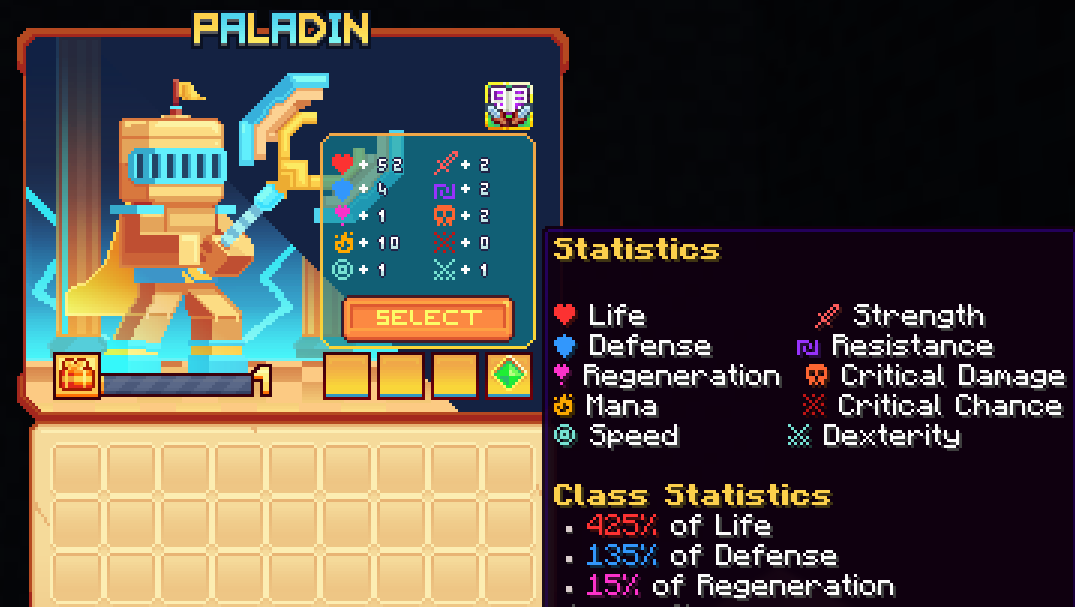 PALADIN
+ 52 + 2
+ 4 + 2
+ 1 + 2
+ 10 + 0
+ 1 + 1
SELECT
1
Statistics
Life Strength
Defense Resistance
Regeneration Critical Damage
Mana Critical Chance
Speed Dexterity
Class Statistics
• 425% of Life
• 135% of Defense
• 15% of Regeneration